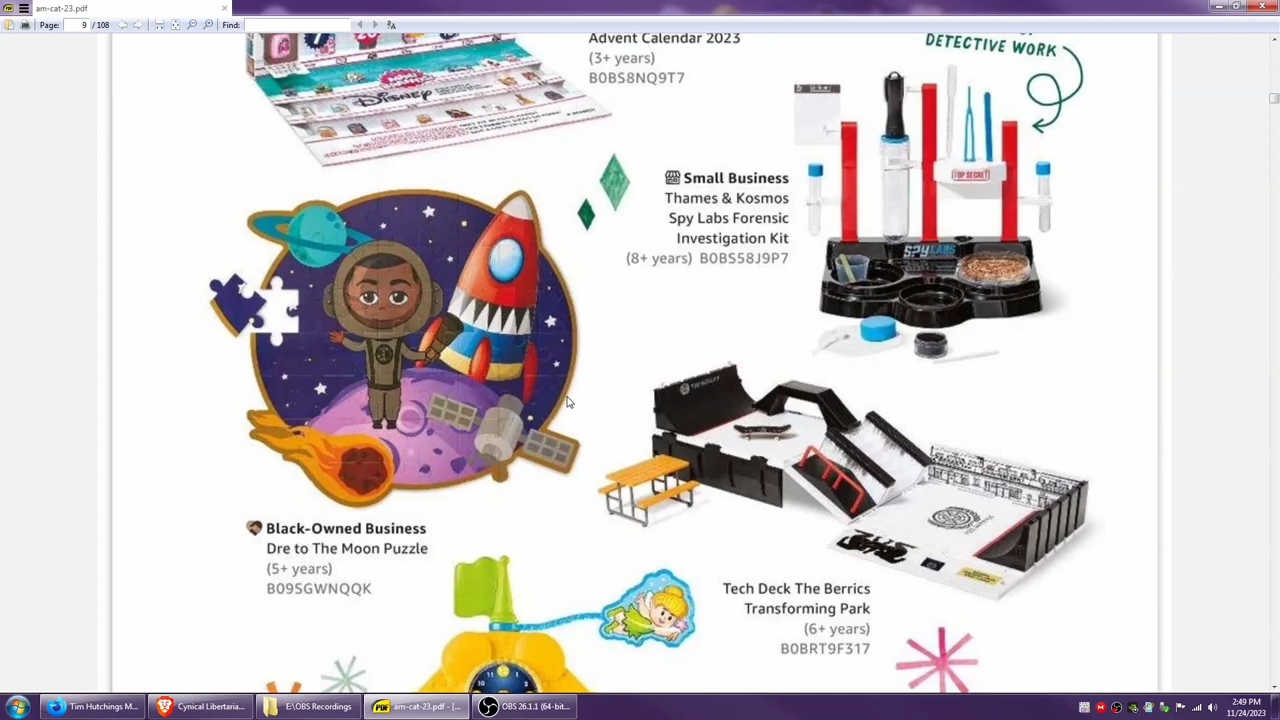 am-cat-23.pdf
Page: 9 / 108
Find:
Advent Calendar 2023
(3+ years)
B0BS8NQ9T7
DETECTIVE WORK
Disney
TOP SECRET
SPY LABS
Small Business
Thames & Kosmos
Spy Labs Forensic
Investigation Kit
(8+ years) B0BS58J9P7
Black-Owned Business
Dre to The Moon Puzzle
(5+ years)
B09SGWNQQK
Tech Deck The Berrics
Transforming Park
(6+ years)
B0BRT9F317
Tim Hutchings M...
Cynical Libertaria...
E:\OBS Recordings
am-cat-23.pdf - [...
OBS 26.1.1 (64-bit...
2:49 PM
11/24/2023